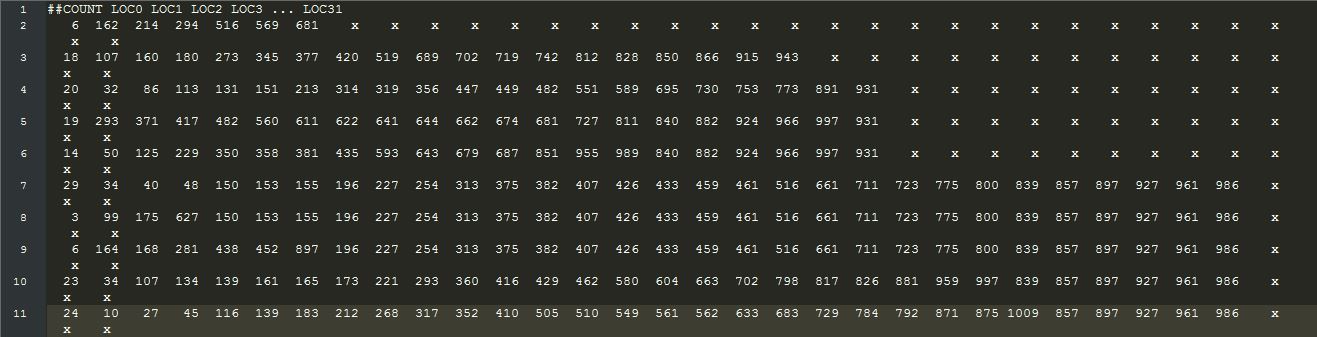 1 ##COUNT LOC0 LOC1 LOC2 LOC3 ... LOC31
2 6 162 214 294 516 569 681 x x x x x x x x x x x x x x x x x x x x x x x x
x x
3 18 107 160 180 273 345 377 420 519 689 702 719 742 812 828 850 866 915 943 x x x x x x x x x x x x
x x
4 20 32 86 113 131 151 213 314 319 356 447 449 482 551 589 695 730 753 773 891 931 x x x x x x x x x x
x x
5 19 293 371 417 482 560 611 622 641 644 662 674 681 727 811 840 882 924 966 997 931 x x x x x x x x x x
x x
6 14 50 125 229 350 358 381 435 593 643 679 687 851 955 989 840 882 924 966 997 931 x x x x x x x x x x
x x
7 29 34 40 48 150 153 155 196 227 254 313 375 382 407 426 433 459 461 516 661 711 723 775 800 839 857 897 927 961 986 x
x x
8 3 99 175 627 150 153 155 196 227 254 313 375 382 407 426 433 459 461 516 661 711 723 775 800 839 857 897 927 961 986 x
x x
9 6 164 168 281 438 452 897 196 227 254 313 375 382 407 426 433 459 461 516 661 711 723 775 800 839 857 897 927 961 986 x
x x
10 23 34 107 134 139 161 165 173 221 293 360 416 429 462 580 604 663 702 798 817 826 881 959 997 839 857 897 927 961 986 x
x x
11 24 10 27 45 116 139 183 212 268 317 352 410 505 510 549 561 562 633 683 729 784 792 871 875 1009 857 897 927 961 986 x
x x